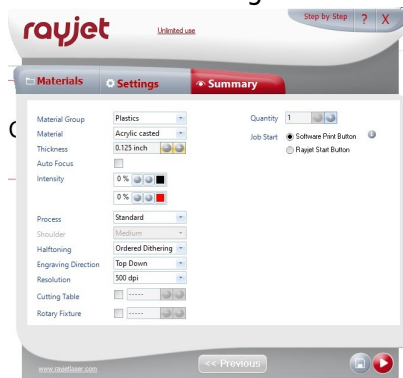 rayjet
Unlimited use
Step by Step ? X
Materials
Settings
Summary
Material Group Plastics
Material Acrylic casted
Thickness 0.125 inch
Auto Focus
Intensity 0 %
0 %
Process Standard
Shoulder Medium
Halftoning Ordered Dithering
Engraving Direction Top Down
Resolution 500 dpi
Cutting Table -----
Rotary Fixture -----
Quantity 1
Job Start Software Print Button
Rayjet Start Button
www.rayjetlaser.com
<< Previous